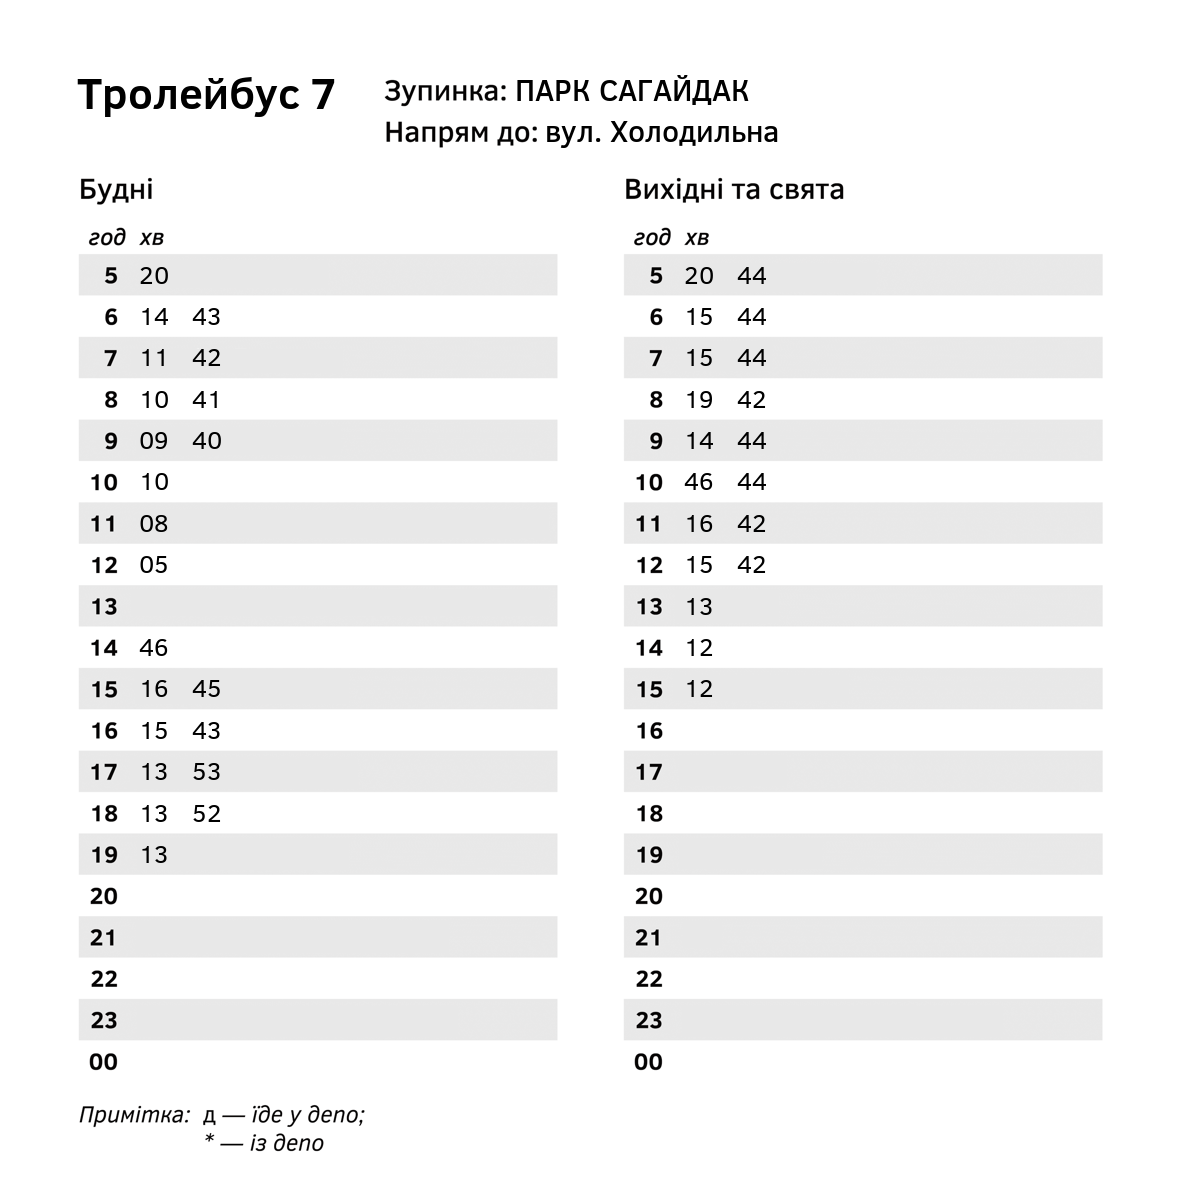 Тролейбус 7
Зупинка: ПАРК САГАЙДАК
Напрям до: вул. Холодильна
Будні
год хв
5 20
6 14 43
7 11 42
8 10 41
9 09 40
10 10
11 08
12 05
13
14 46
15 16 45
16 15 43
17 13 53
18 13 52
19 13
20
21
22
23
00
Вихідні та свята
год хв
5 20 44
6 15 44
7 15 44
8 19 42
9 14 44
10 46 44
11 16 42
12 15 42
13 13
14 12
15 12
16
17
18
19
20
21
22
23
00
Примітка: д — їде у депо;
* — із депо